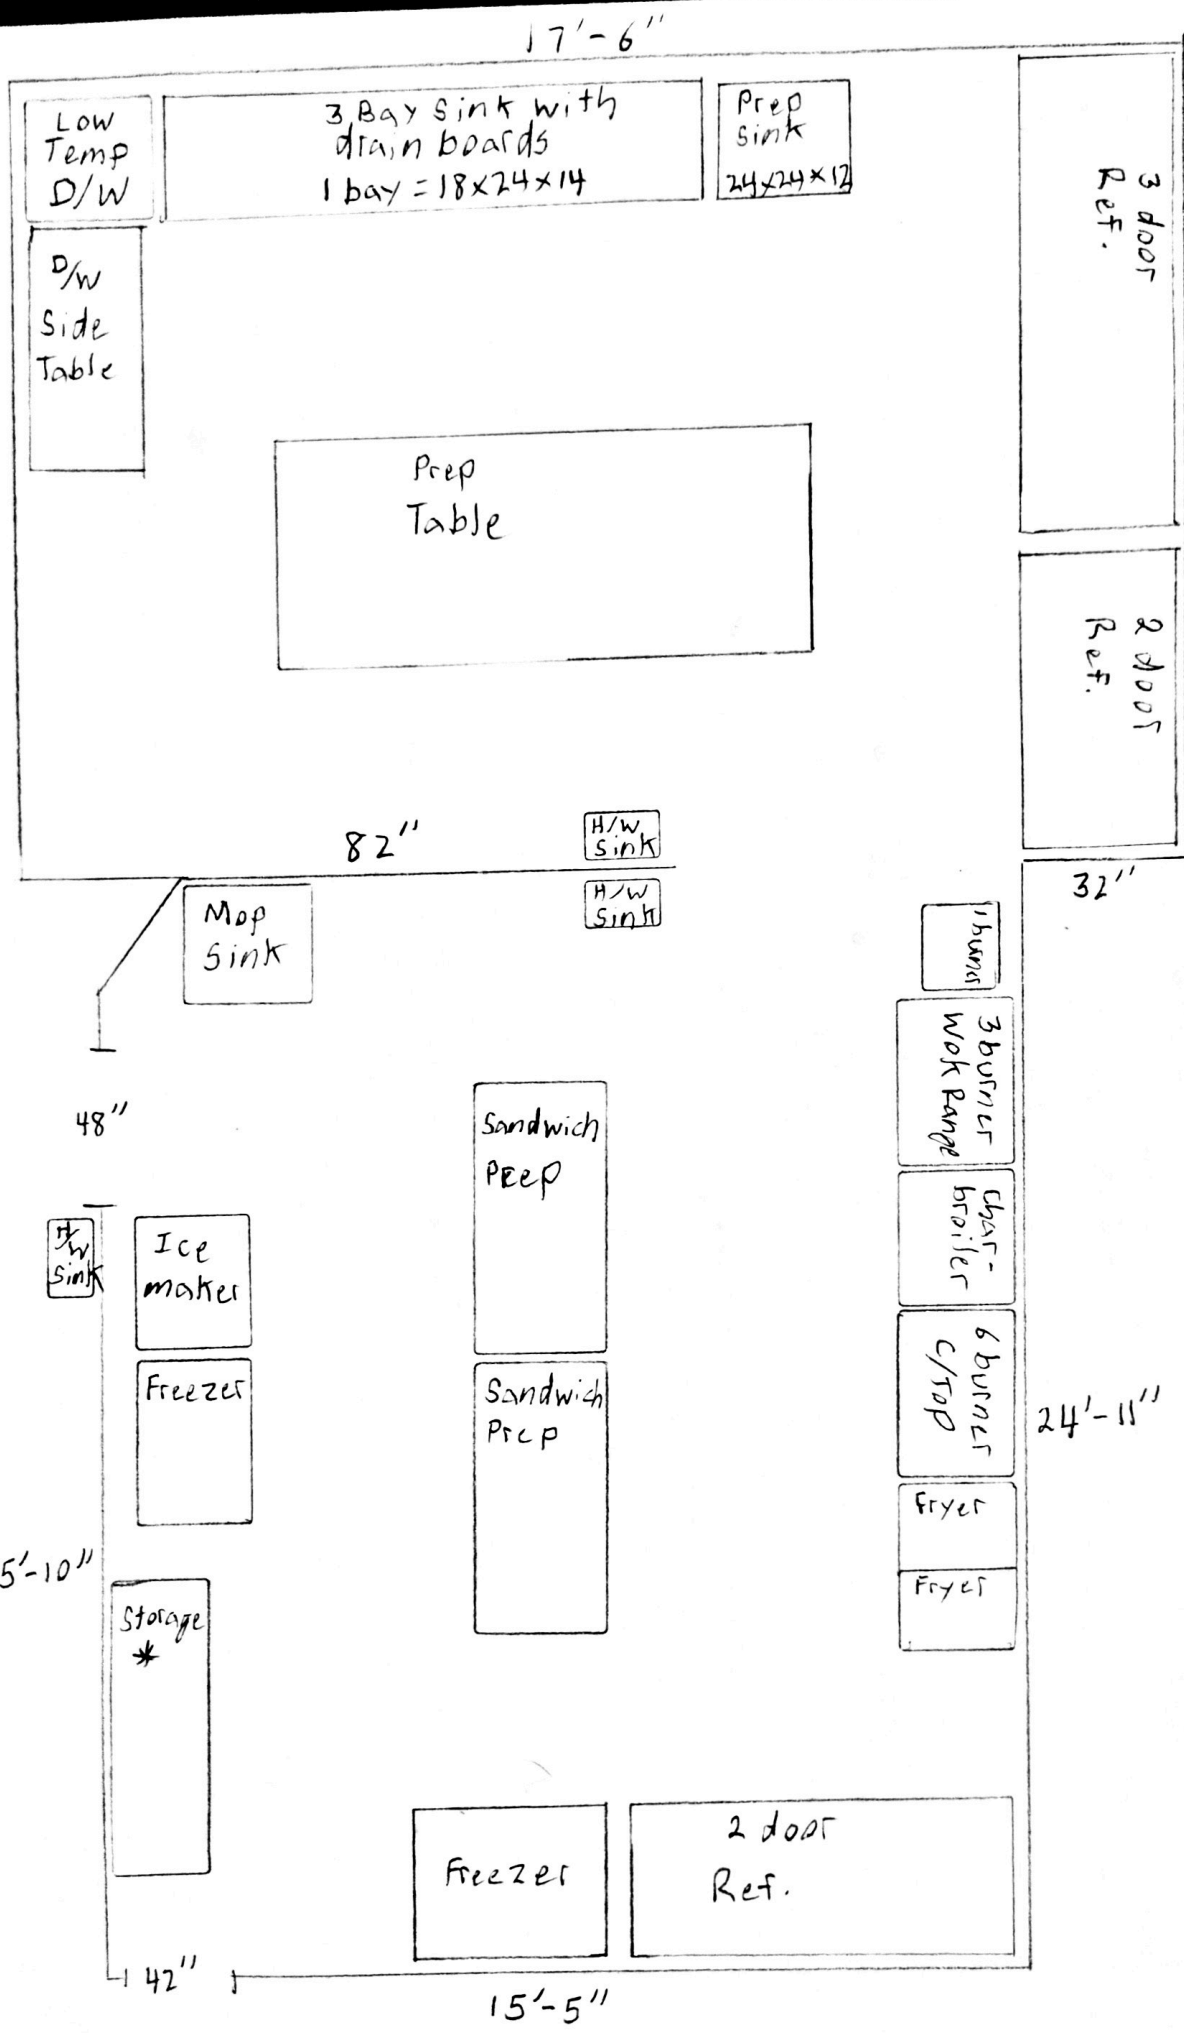 17'-6"
Low
Temp
D/W
3 Bay Sink with
drain boards
1 bay = 18x24x14
Prep
Sink
24x24x12
3 door
Ref.
D/W
Side
Table
Prep
Table
2 door
Ref.
82"
H/W
Sink
H/W
Sink
32"
Mop
Sink
1 burner
3 burner
Wok Range
48"
Sandwich
Prep
Char-
broiler
H/W
Sink
Ice
maker
6 burner
C/Top
Freezer
Sandwich
Prep
24'-11"
Fryer
5'-10"
Fryer
Storage
*
2 door
Ref.
Freezer
42"
15'-5"